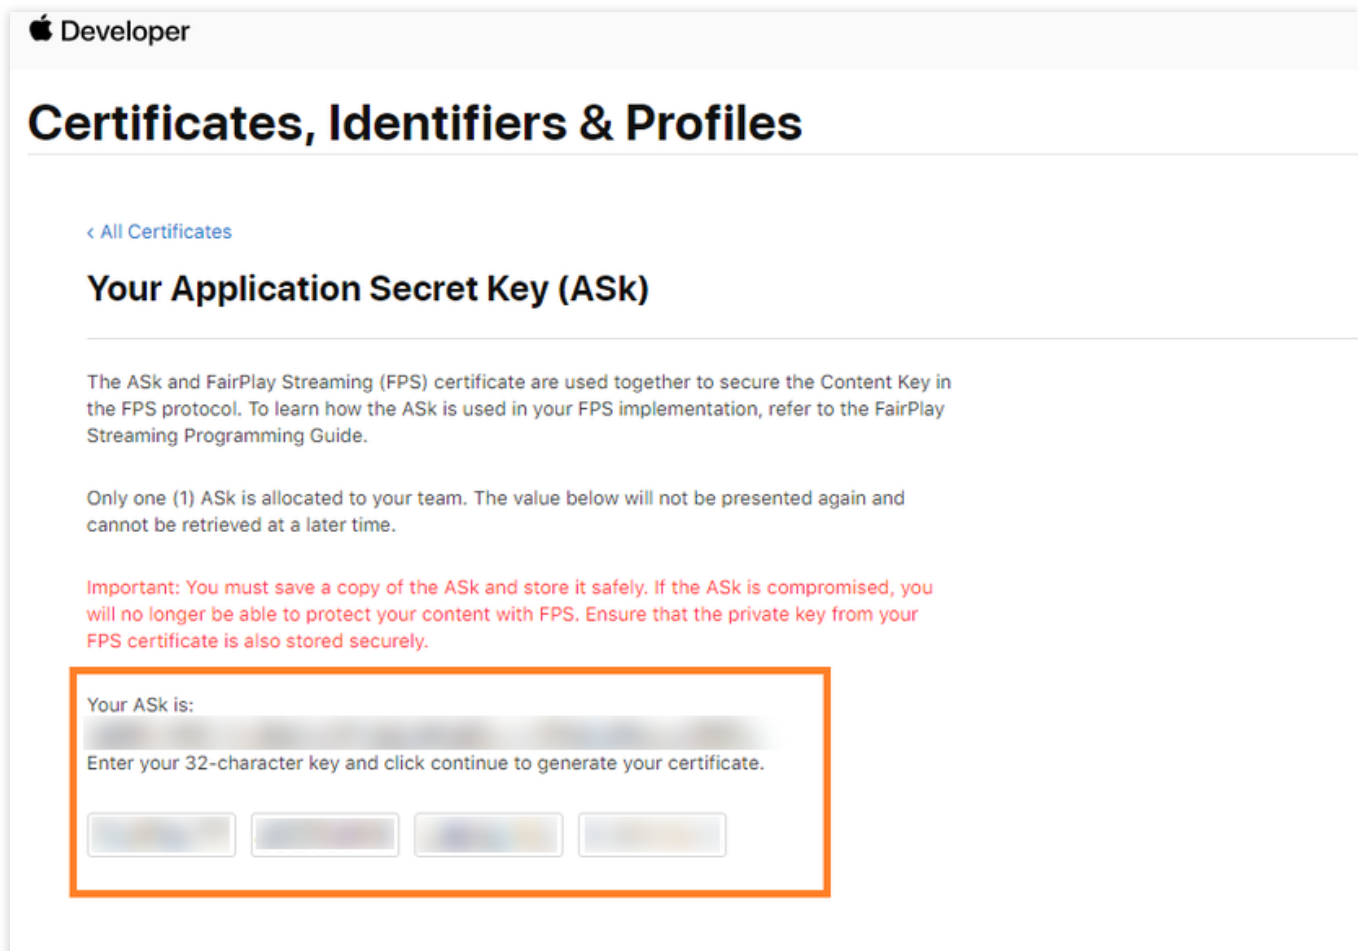 Developer
Certificates, Identifiers & Profiles
‹ All Certificates
Your Application Secret Key (ASk)
The ASk and FairPlay Streaming (FPS) certificate are used together to secure the Content Key in
the FPS protocol. To learn how the ASk is used in your FPS implementation, refer to the FairPlay
Streaming Programming Guide.
Only one (1) ASk is allocated to your team. The value below will not be presented again and
cannot be retrieved at a later time.
Important: You must save a copy of the ASk and store it safely. If the ASk is compromised, you
will no longer be able to protect your content with FPS. Ensure that the private key from your
FPS certificate is also stored securely.
Your ASk is:
Enter your 32-character key and click continue to generate your certificate.